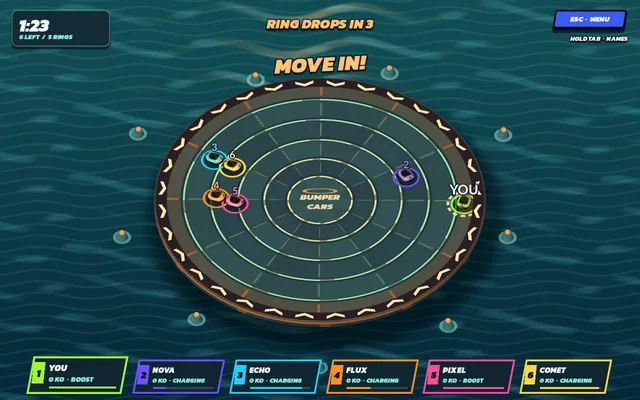 1:23
6 LEFT / 5 RINGS
RING DROPS IN 3
ESC · MENU
HOLD TAB · NAMES
MOVE IN!
3
6
2
YOU
4
5
BUMPER
CARS
1
YOU
0 KO · BOOST
2
NOVA
0 KO · CHARGING
3
ECHO
0 KO · CHARGING
4
FLUX
0 KO · CHARGING
5
PIXEL
0 KO · BOOST
6
COMET
0 KO · CHARGING